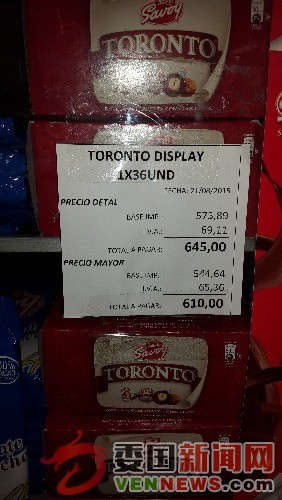 Savoy
TORONTO
TORONTO DISPLAY
1X36UND
FECHA: 21/08/2015
PRECIO DETAL
BASE IMP.: 575,89
I.V.A.: 69,11
TOTAL A PAGAR: 645,00
PRECIO MAYOR
BASE IMP.: 544,64
I.V.A.: 65,36
TOTAL A PAGAR: 610,00
Savoy
TORONTO
委国新闻网
VENNEWS.COM